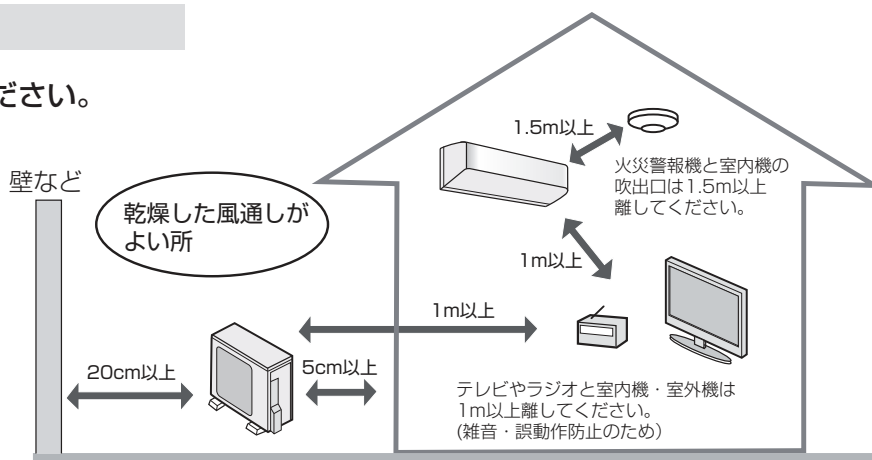 ださい。
壁など
乾燥した風通しが
よい所
1.5m以上
火災警報機と室内機の
吹出口は1.5m以上
離してください。
1m以上
1m以上
20cm以上
5cm以上
テレビやラジオと室内機・室外機は
1m以上離してください。
(雑音・誤動作防止のため）